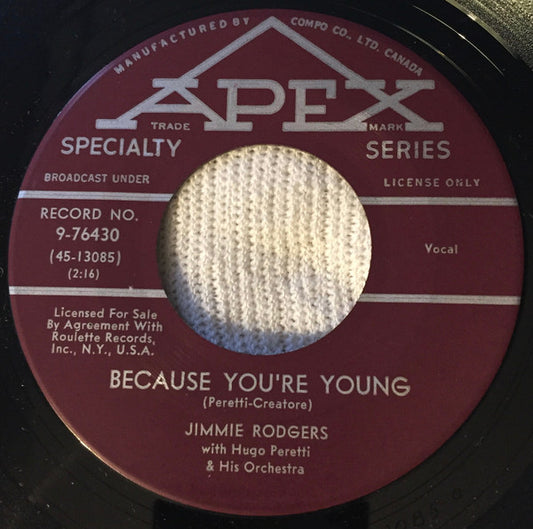 MANUFACTURED BY COMPO CO., LTD. CANADA
APEX
TRADE MARK
SPECIALTY SERIES
BROADCAST UNDER LICENSE ONLY
RECORD NO.
9-76430
(45-13085)
(2:16)
Vocal
Licensed For Sale
By Agreement With
Roulette Records,
Inc., N.Y., U.S.A.
BECAUSE YOU'RE YOUNG
(Peretti-Creatore)
JIMMIE RODGERS
with Hugo Peretti
& His Orchestra